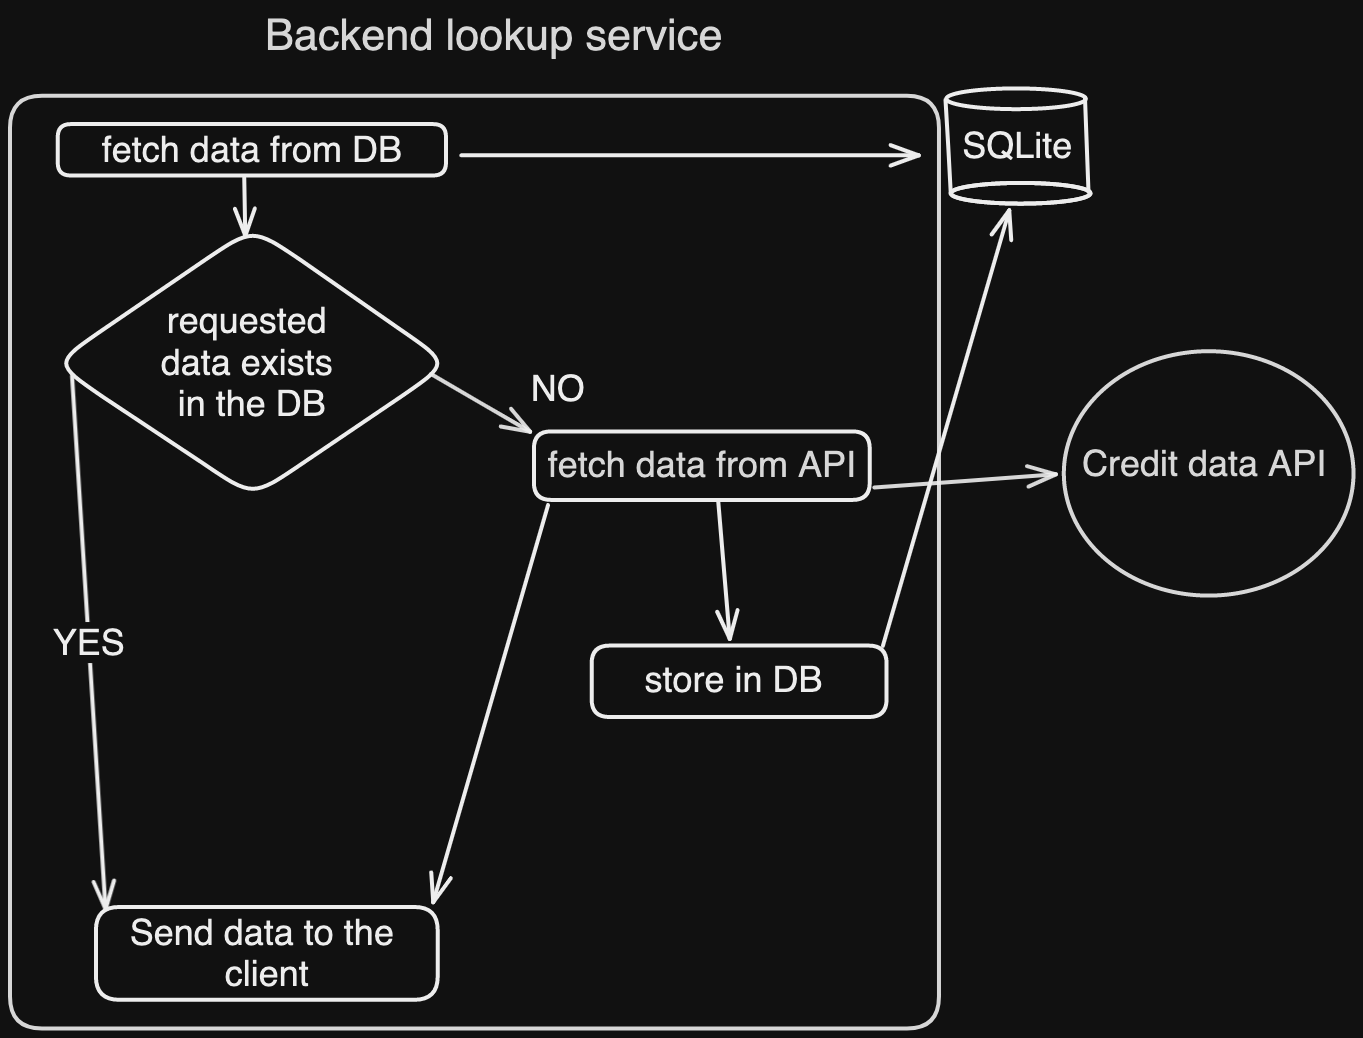 Backend lookup service
fetch data from DB
SQLite
requested
data exists
in the DB
NO
fetch data from API
Credit data API
YES
store in DB
Send data to the
client